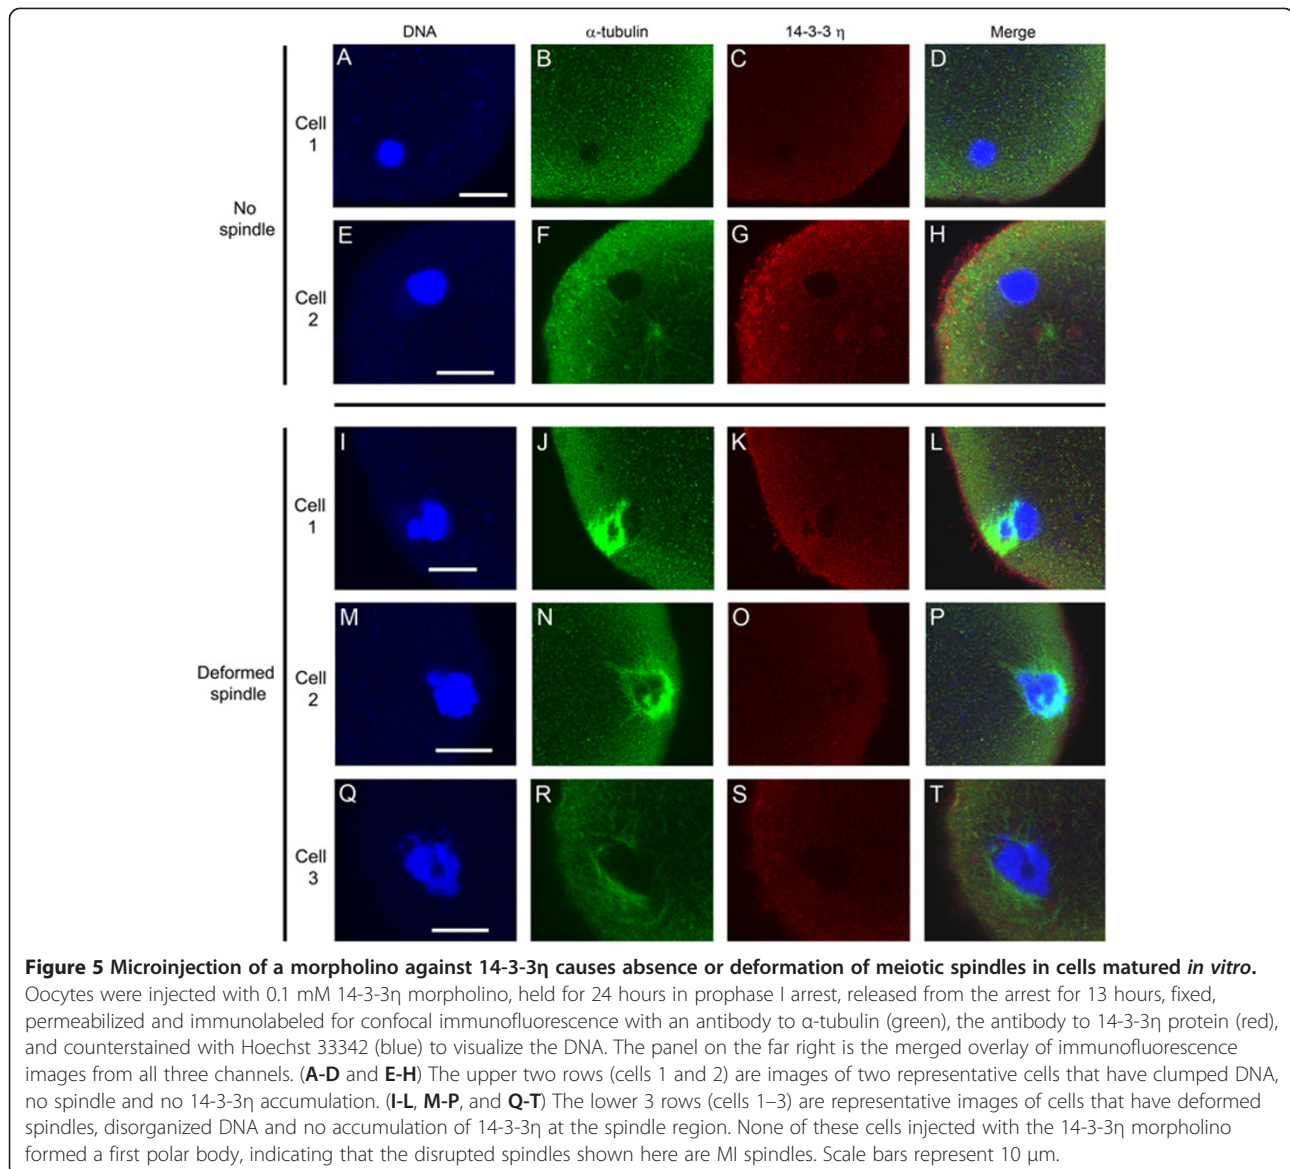 DNA α-tubulin 14-3-3 η Merge
A B C D
Cell 1
No spindle
E F G H
Cell 2
I J K L
Cell 1
M N O P
Deformed spindle
Cell 2
Q R S T
Cell 3
Figure 5 Microinjection of a morpholino against 14-3-3η causes absence or deformation of meiotic spindles in cells matured in vitro.
Oocytes were injected with 0.1 mM 14-3-3η morpholino, held for 24 hours in prophase I arrest, released from the arrest for 13 hours, fixed,
permeabilized and immunolabeled for confocal immunofluorescence with an antibody to α-tubulin (green), the antibody to 14-3-3η protein (red),
and counterstained with Hoechst 33342 (blue) to visualize the DNA. The panel on the far right is the merged overlay of immunofluorescence
images from all three channels. (A-D and E-H) The upper two rows (cells 1 and 2) are images of two representative cells that have clumped DNA,
no spindle and no 14-3-3η accumulation. (I-L, M-P, and Q-T) The lower 3 rows (cells 1–3) are representative images of cells that have deformed
spindles, disorganized DNA and no accumulation of 14-3-3η at the spindle region. None of these cells injected with the 14-3-3η morpholino
formed a first polar body, indicating that the disrupted spindles shown here are MI spindles. Scale bars represent 10 μm.